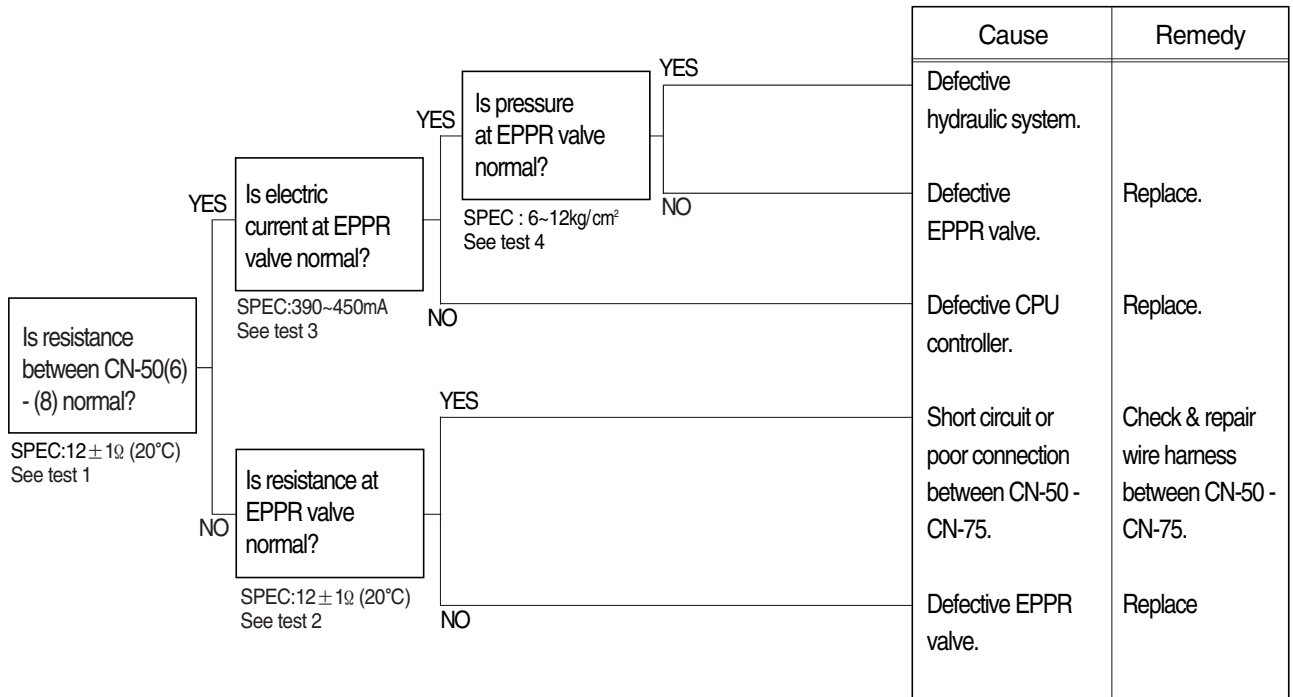 Cause
Remedy
YES
Is pressure
at EPPR valve
normal?
Defective
hydraulic system.
YES
Is electric
current at EPPR
valve normal?
YES
SPEC : 6~12kg/cm²
See test 4
NO
Defective
EPPR valve.
Replace.
SPEC:390~450mA
See test 3
NO
Defective CPU
controller.
Replace.
Is resistance
between CN-50(6)
- (8) normal?
SPEC:12±1Ω (20°C)
See test 1
YES
Short circuit or
poor connection
between CN-50 -
CN-75.
Check & repair
wire harness
between CN-50 -
CN-75.
NO
Is resistance at
EPPR valve
normal?
SPEC:12±1Ω (20°C)
See test 2
NO
Defective EPPR
valve.
Replace